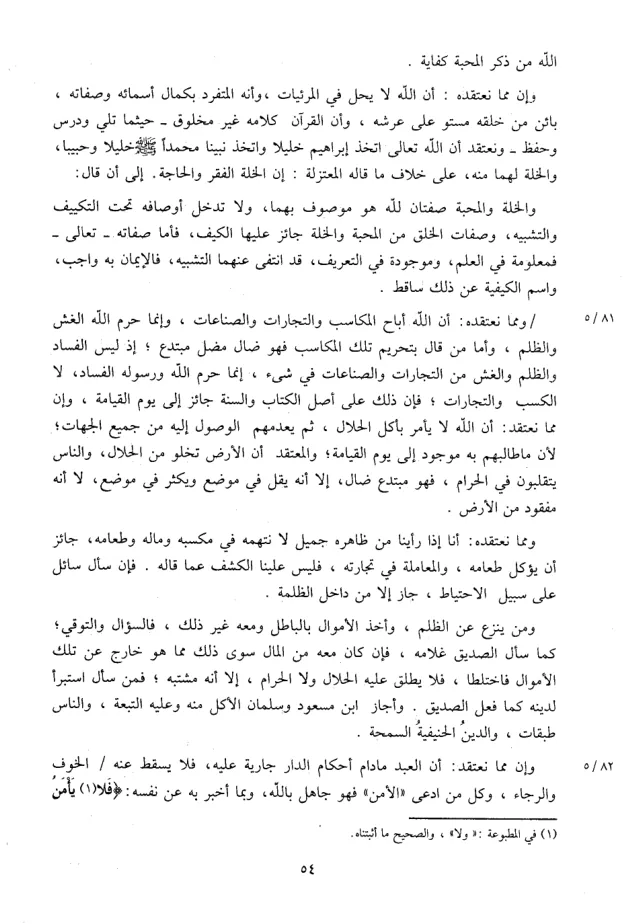 الله من ذكر المحبة كفاية .
وإن مما نعتقده : أن الله لا يحل في المرئيات ،وأنه المتفرد بكمال أسمائه وصفاته ،
بائن من خلقه مستو على عرشه ، وأن القرآن كلامه غير مخلوق ــ حيثما تلي ودرس
وحفظ ــ ونعتقد أن الله تعالى اتخذ إبراهيم خليلا واتخذ نبينا محمداً ﷺ خليلا وحبيبا،
والخلة لهما منه، على خلاف ما قاله المعتزلة : إن الخلة الفقر والحاجة. إلى أن قال:
والخلة والمحبة صفتان لله هو موصوف بهما، ولا تدخل أوصافه تحت التكييف
والتشبيه، وصفات الخلق من المحبة والخلة جائز عليها الكيف، فأما صفاته ــ تعالى ــ
فمعلومة في العلم، وموجودة في التعريف، قد انتفى عنهما التشبيه، فالإيمان به واجب،
واسم الكيفية عن ذلك ساقط .
٥/٨١ / ومما نعتقده: أن الله أباح المكاسب والتجارات والصناعات ، وإنما حرم الله الغش
والظلم ، وأما من قال بتحريم تلك المكاسب فهو ضال مضل مبتدع ؛ إذ ليس الفساد
والظلم والغش من التجارات والصناعات في شىء ، إنما حرم الله ورسوله الفساد، لا
الكسب والتجارات ؛ فإن ذلك على أصل الكتاب والسنة جائز إلى يوم القيامة ، وإن
مما نعتقد: أن الله لا يأمر بأكل الحلال ، ثم يعدمهم الوصول إليه من جميع الجهات؛
لأن ماطالبهم به موجود إلى يوم القيامة؛ والمعتقد أن الأرض تخلو من الحلال، والناس
يتقلبون في الحرام ، فهو مبتدع ضال، إلا أنه يقل في موضع ويكثر في موضع، لا أنه
مفقود من الأرض .
ومما نعتقده: أنا إذا رأينا من ظاهره جميل لا نتهمه في مكسبه وماله وطعامه، جائز
أن يؤكل طعامه ، والمعاملة في تجارته ، فليس علينا الكشف عما قاله . فإن سأل سائل
على سبيل الاحتياط ، جاز إلا من داخل الظلمة .
ومن ينزع عن الظلم ، وأخذ الأموال بالباطل ومعه غير ذلك ، فالسؤال والتوقي؛
كما سأل الصديق غلامه ، فإن كان معه من المال سوى ذلك مما هو خارج عن تلك
الأموال فاختلطا ، فلا يطلق عليه الحلال ولا الحرام ، إلا أنه مشتبه ؛ فمن سأل استبرأ
لدينه كما فعل الصديق . وأجاز ابن مسعود وسلمان الأكل منه وعليه التبعة ، والناس
طبقات ، والدينُ الحنيفيةُ السمحة .
٥/٨٢ وإن مما نعتقد: أن العبد مادام أحكام الدار جارية عليه، فلا يسقط عنه / الخوف
والرجاء ، وكل من ادعى «الأمن» فهو جاهل بالله، وبما أخبر به عن نفسه: ﴿فَلا(١) يَأْمَنُ
(١) في المطبوعة :« ولا» ، والصحيح ما أثبتناه.
٥٤